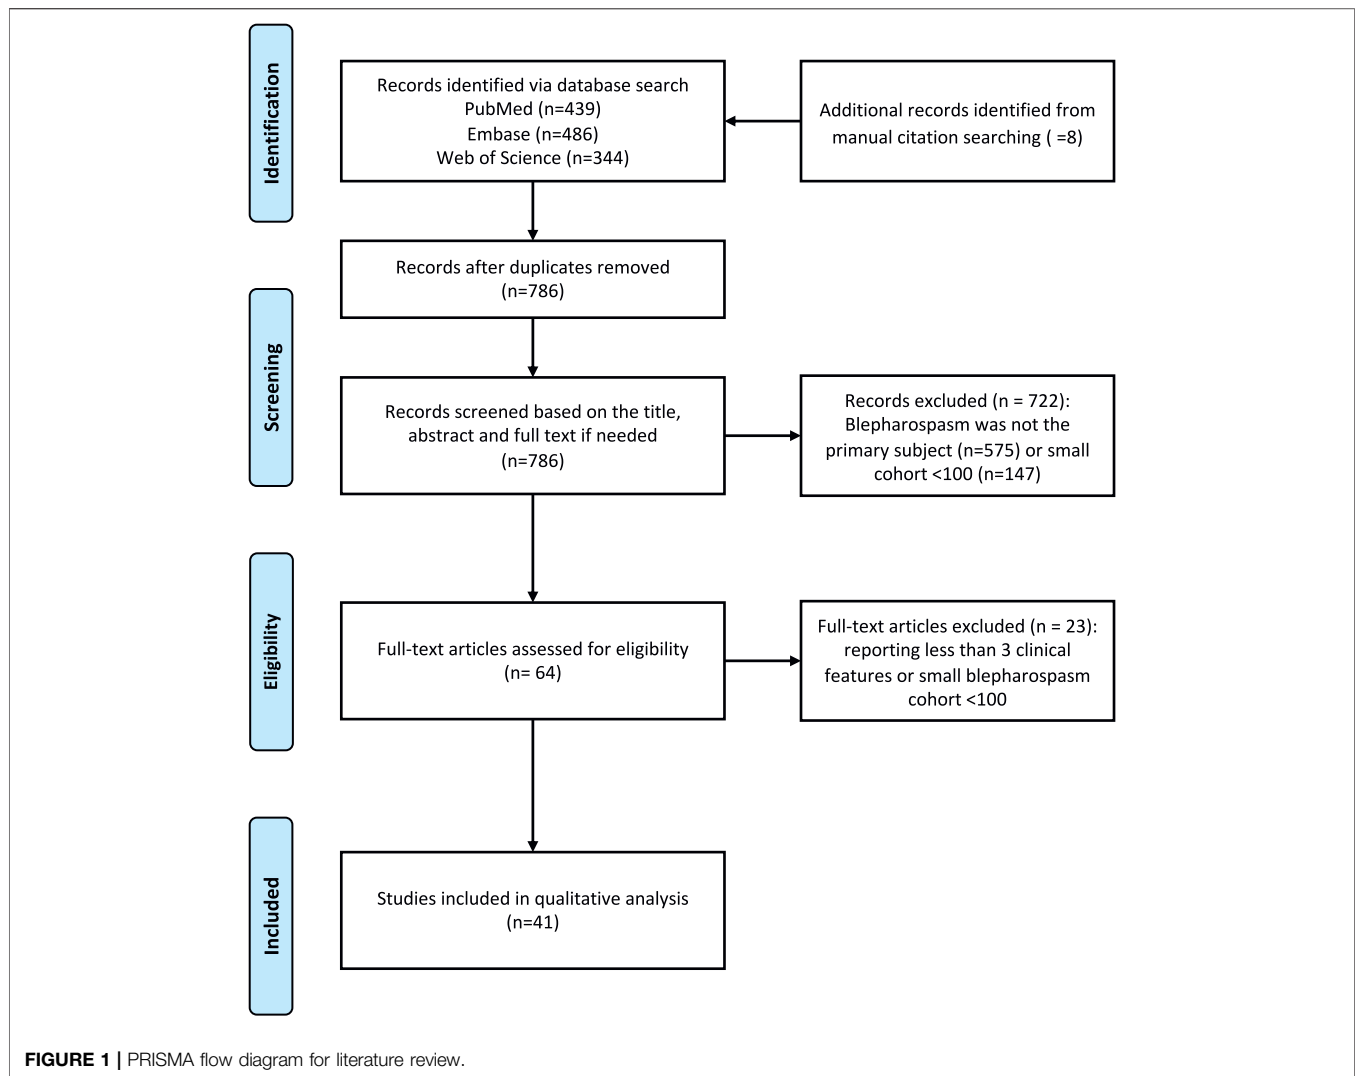 Identification
Records identified via database search
PubMed (n=439)
Embase (n=486)
Web of Science (n=344)
Additional records identified from
manual citation searching ( =8)
Records after duplicates removed
(n=786)
Screening
Records screened based on the title,
abstract and full text if needed
(n=786)
Records excluded (n = 722):
Blepharospasm was not the
primary subject (n=575) or small
cohort <100 (n=147)
Eligibility
Full-text articles assessed for eligibility
(n= 64)
Full-text articles excluded (n = 23):
reporting less than 3 clinical
features or small blepharospasm
cohort <100
Included
Studies included in qualitative analysis
(n=41)
FIGURE 1 | PRISMA flow diagram for literature review.